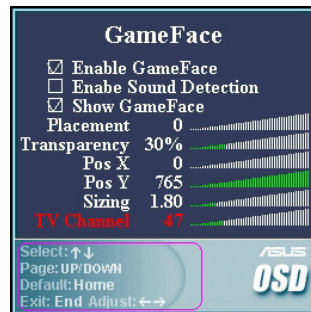 GameFace
☑ Enable GameFace
☐ Enabe Sound Detection
☑ Show GameFace
Placement 0
Transparency 30%
Pos X 0
Pos Y 765
Sizing 1.80
TV Channel 47
Select:↑↓
Page: UP/DOWN
Default: Home
Exit: End Adjust:←→
ASUS
OSD